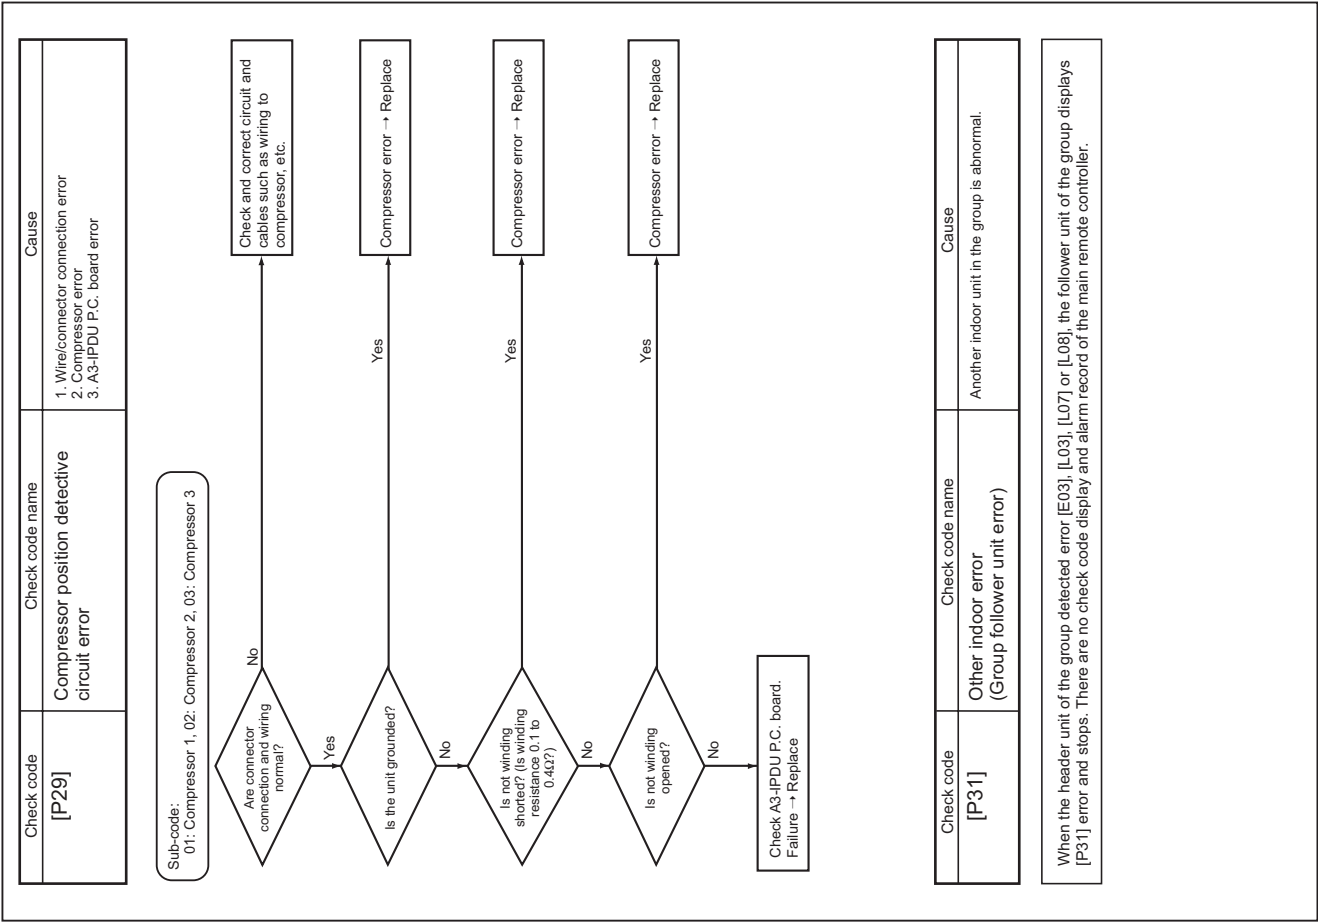 Check code
Check code name
Cause
[P29]
Compressor position detective
circuit error
1. Wire/connector connection error
2. Compressor error
3. A3-IPDU P.C. board error
Sub-code:
01: Compressor 1, 02: Compressor 2, 03: Compressor 3
Are connector
connection and wiring
normal?
No
Check and correct circuit and
cables such as wiring to
compressor, etc.
Yes
Is the unit grounded?
Yes
Compressor error → Replace
No
Is not winding
shorted? (Is winding
resistance 0.1 to
0.4Ω?)
Yes
Compressor error → Replace
No
Is not winding
opened?
Yes
Compressor error → Replace
No
Check A3-IPDU P.C. board.
Failure → Replace
Check code
Check code name
Cause
[P31]
Other indoor error
(Group follower unit error)
Another indoor unit in the group is abnormal.
When the header unit of the group detected error [E03], [L03], [L07] or [L08], the follower unit of the group displays
[P31] error and stops. There are no check code display and alarm record of the main remote controller.